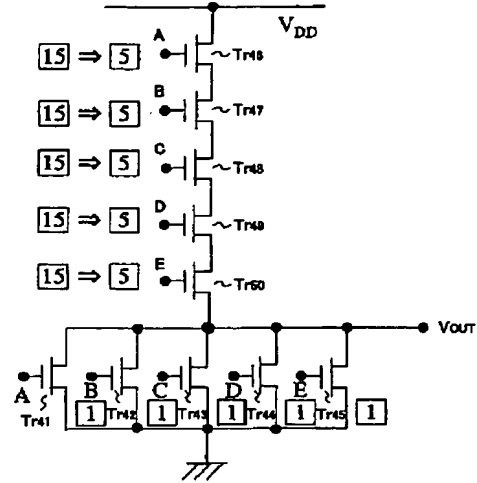 VDD
A
15 ⇒ 5
Tr46
B
15 ⇒ 5
Tr47
C
15 ⇒ 5
Tr48
D
15 ⇒ 5
Tr49
E
15 ⇒ 5
Tr50
VOUT
A B C D E
Tr41 1 Tr42 1 Tr43 1 Tr44 1 Tr45 1